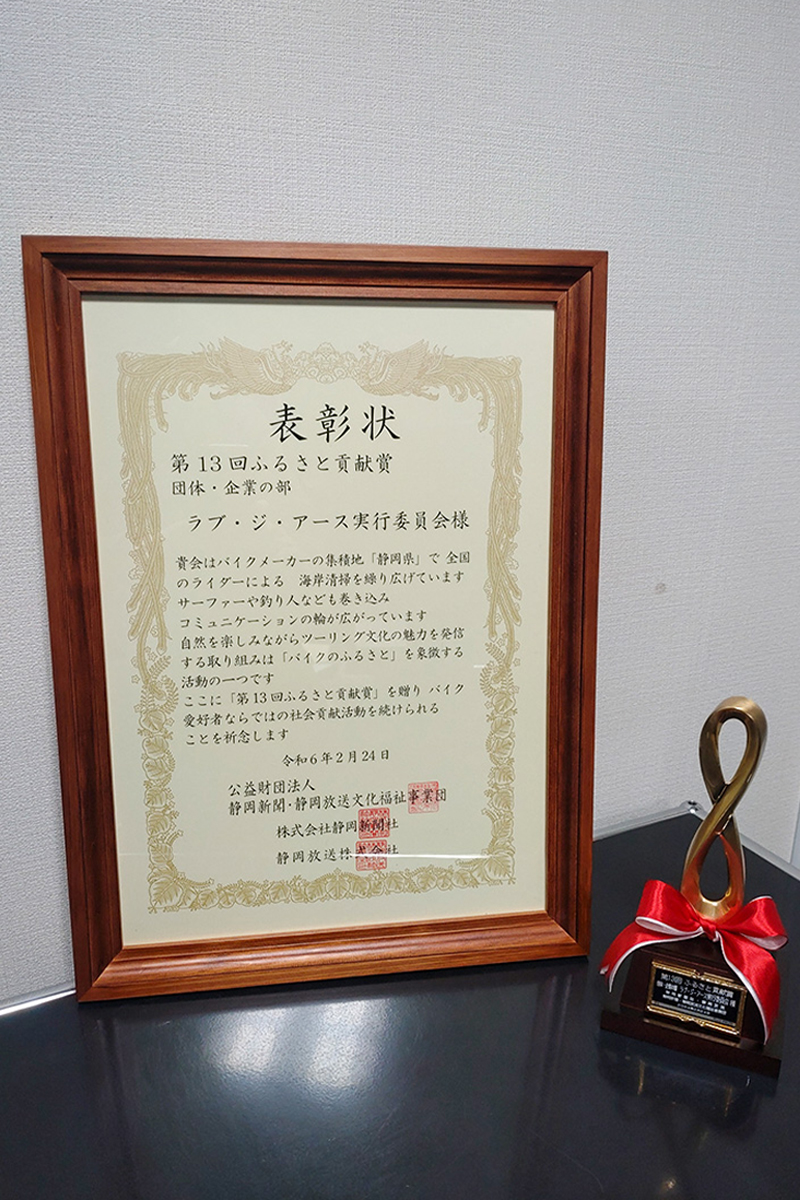 表彰状
第13回ふるさと貢献賞
団体・企業の部
ラブ・ジ・アース実行委員会様
貴会はバイクメーカーの集積地「静岡県」で 全国
のライダーによる 海岸清掃を繰り広げています
サーファーや釣り人なども巻き込み
コミュニケーションの輪が広がっています
自然を楽しみながらツーリング文化の魅力を発信
する取り組みは「バイクのふるさと」を象徴する
活動の一つです
ここに「第13回ふるさと貢献賞」を贈り バイク
愛好者ならではの社会貢献活動を続けられる
ことを祈念します
令和6年2月24日
公益財団法人
静岡新聞・静岡放送文化福祉事業団
株式会社静岡新聞社
静岡放送株式会社
第13回 ふるさと貢献賞